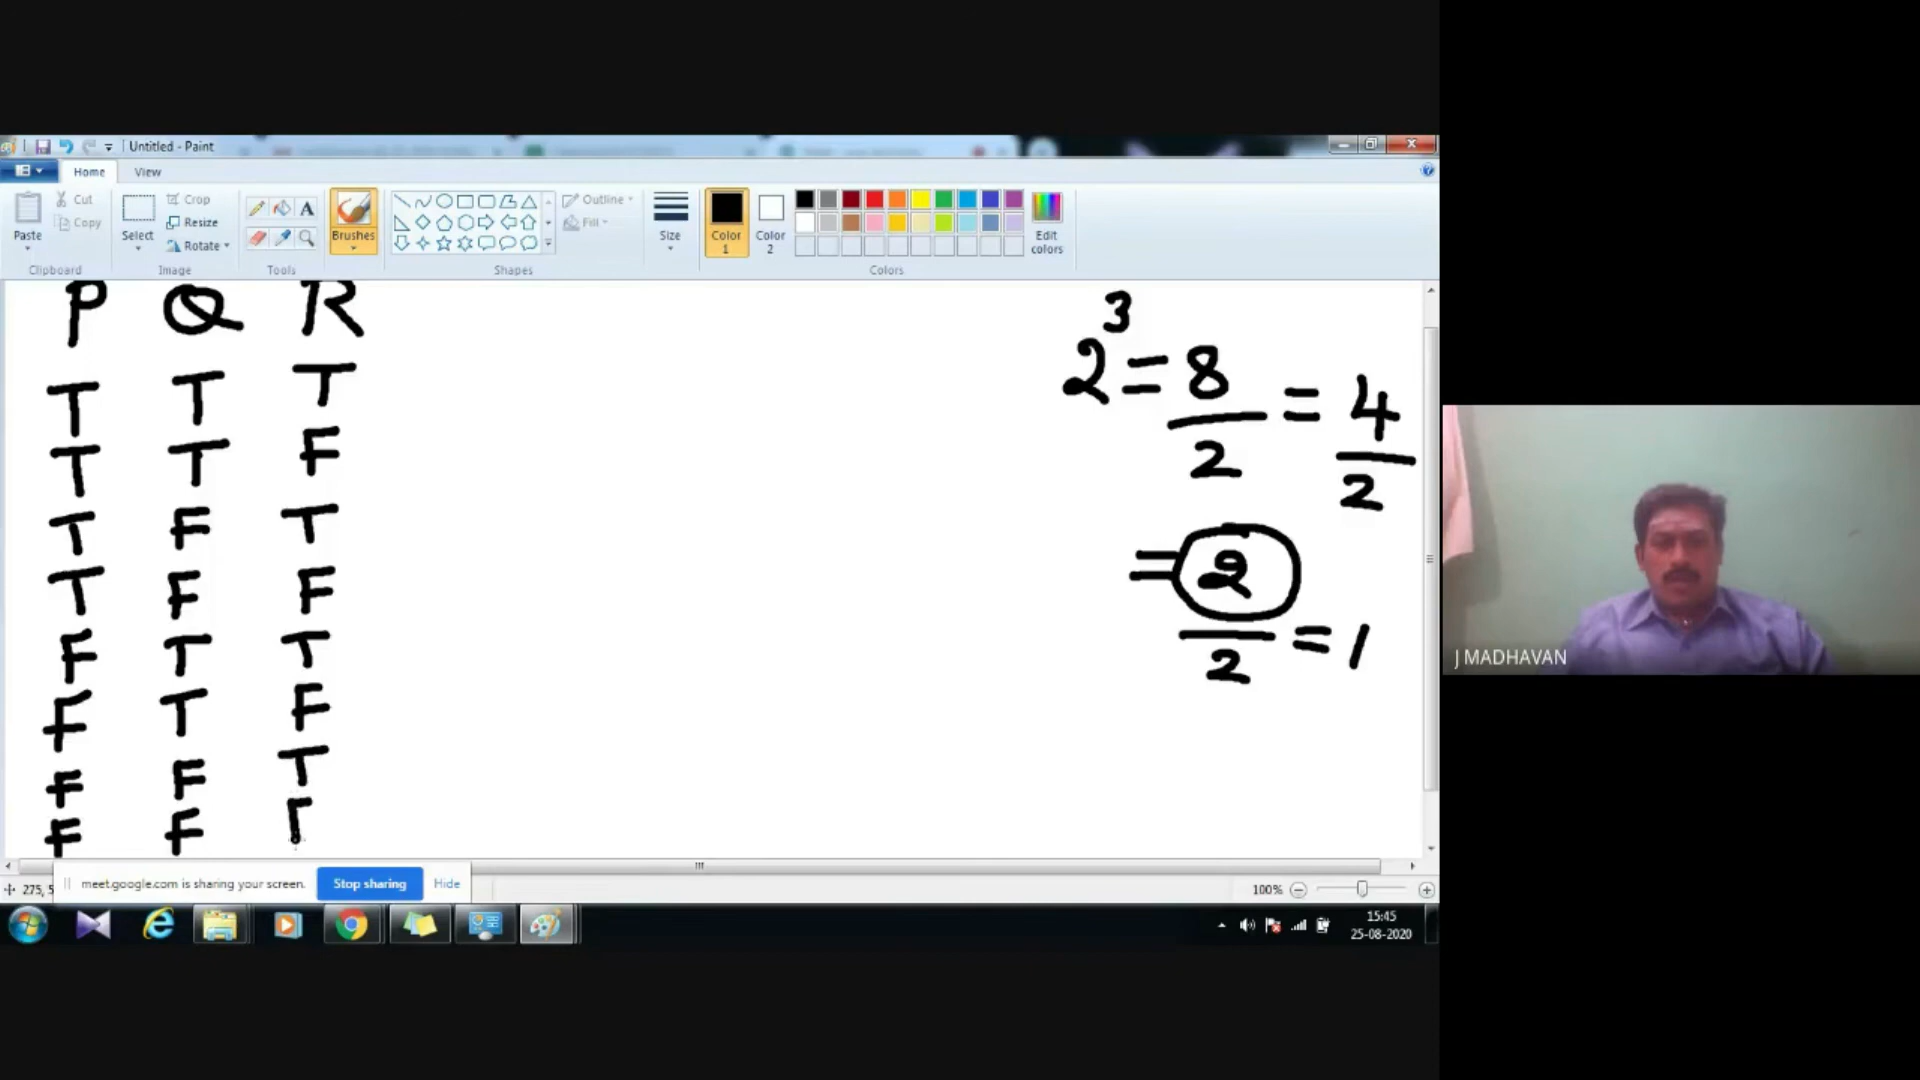 Untitled - Paint
Home View
Cut
Copy
Paste
Clipboard
Crop
Resize
Rotate
Select
Image
A
Tools
Brushes
Outline
Fill
Shapes
Size
Color 1
Color 2
Edit colors
Colors
P Q R
T T T
T T F
T F T
T F F
F T T
F T F
F F T
F F
2³ = 8/2 = 4/2
= 2/2 = 1
J MADHAVAN
meet.google.com is sharing your screen. Stop sharing Hide
275, 5
100%
15:45
25-08-2020